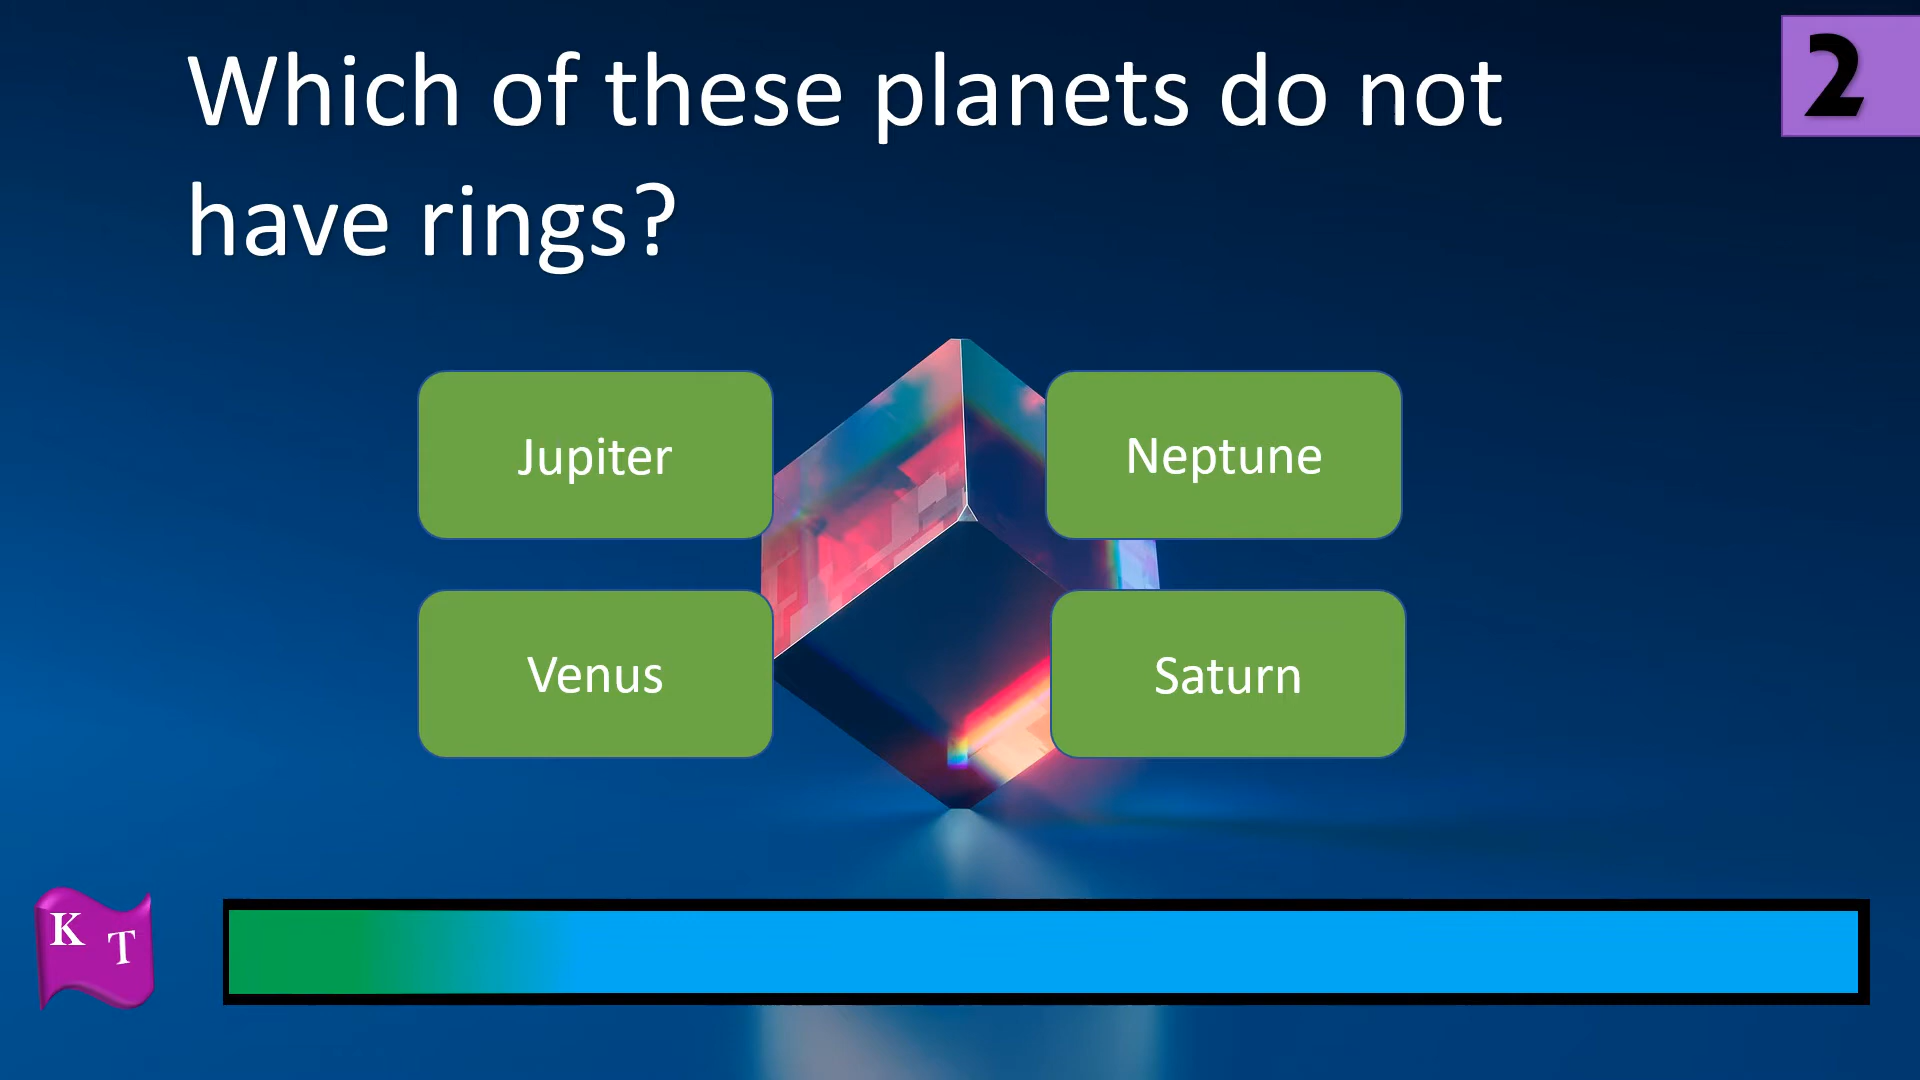 Which of these planets do not
have rings?
2
Jupiter
Neptune
Venus
Saturn
K T